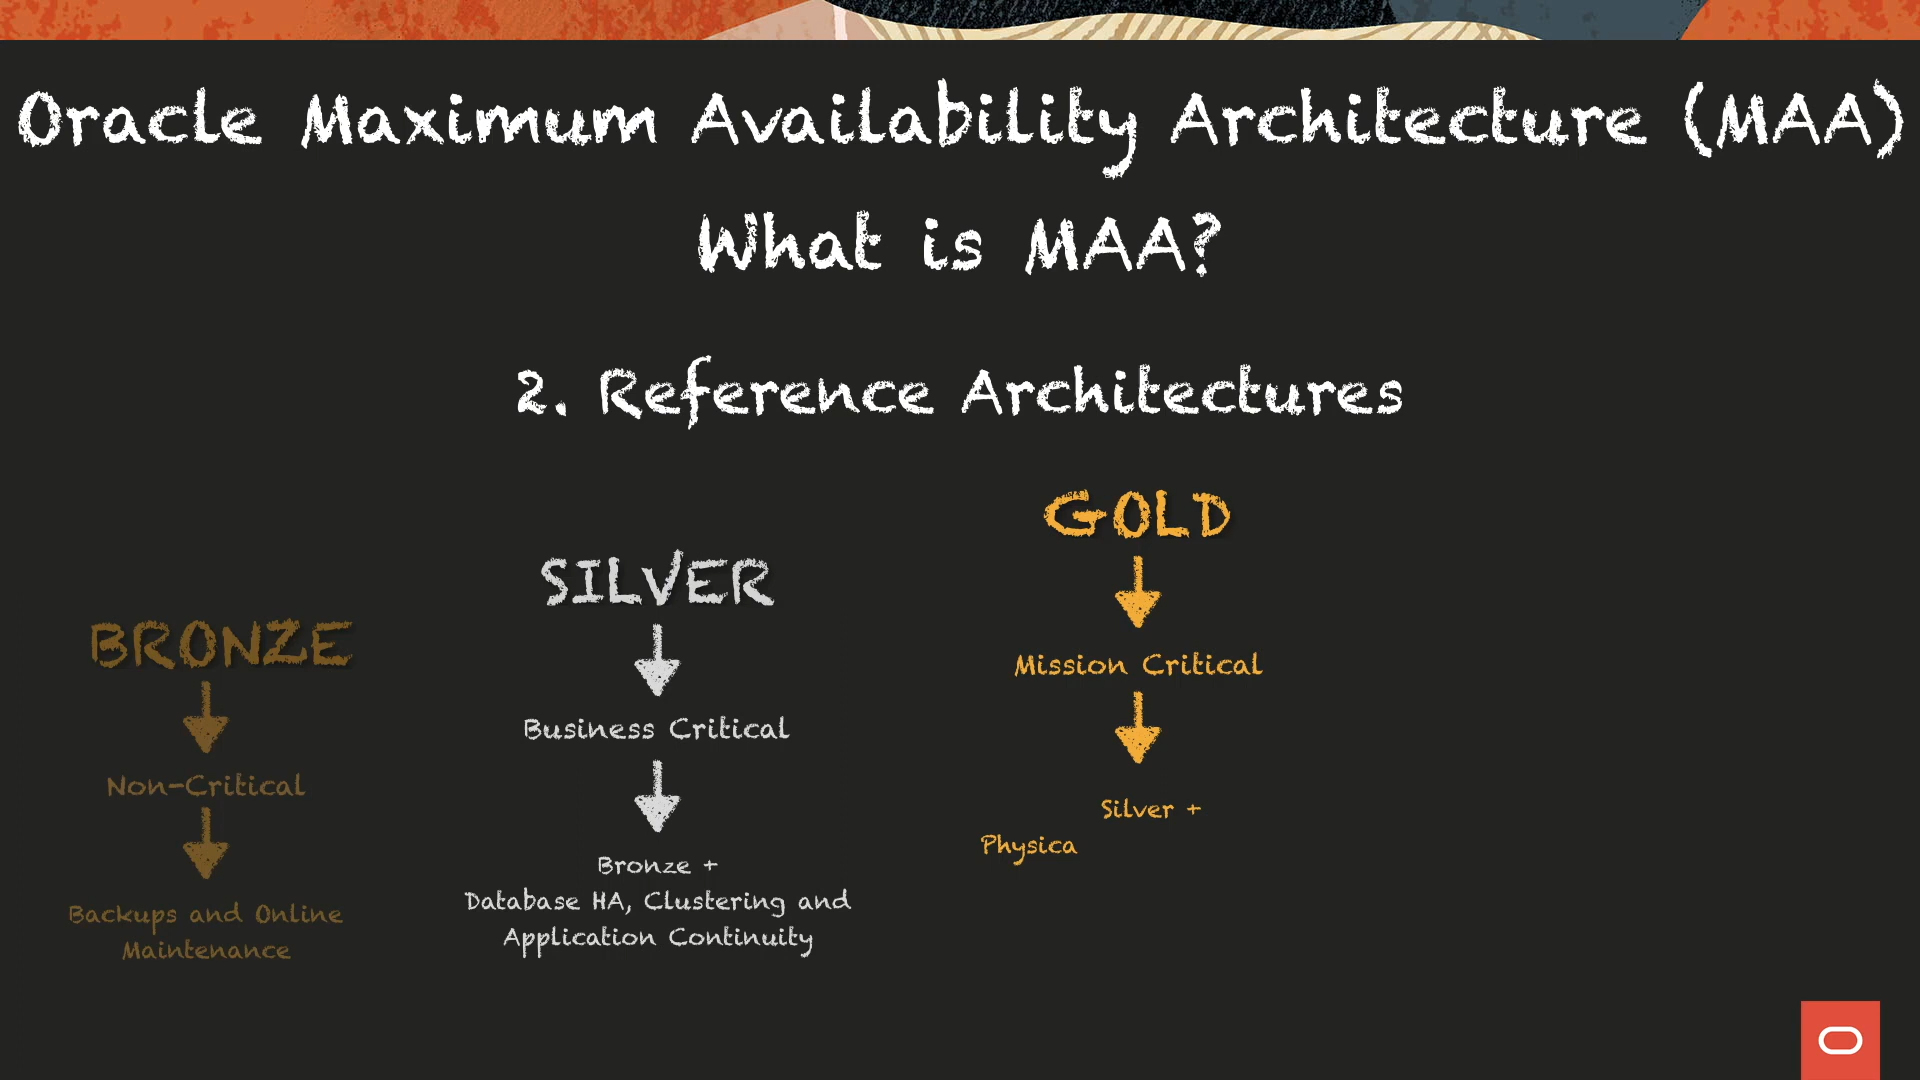 Oracle Maximum Availability Architecture (MAA)
What is MAA?
2. Reference Architectures
BRONZE
Non-Critical
Backups and Online
Maintenance
SILVER
Business Critical
Bronze +
Database HA, Clustering and
Application Continuity
GOLD
Mission Critical
Silver +
Physica